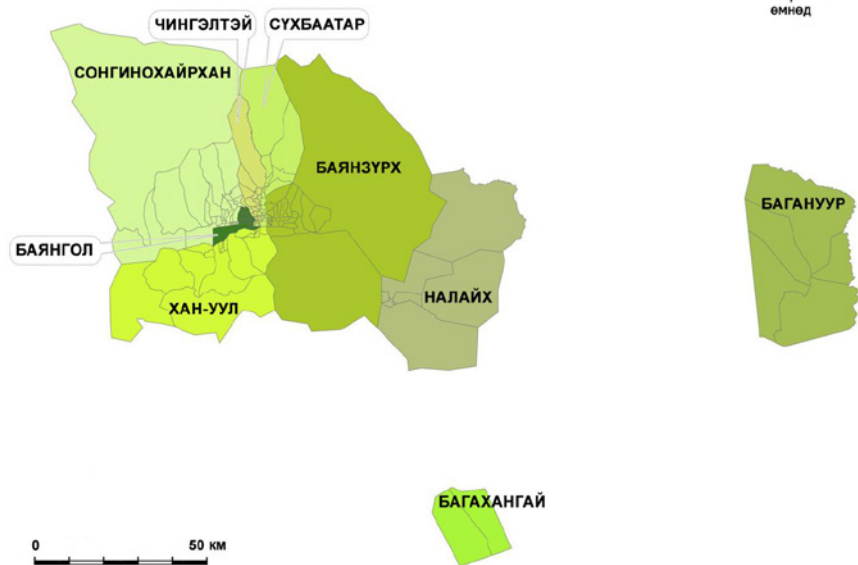 өмнөд
ЧИНГЭЛТЭЙ
СҮХБААТАР
СОНГИНОХАЙРХАН
БАЯНЗҮРХ
БАГАНУУР
БАЯНГОЛ
НАЛАЙХ
ХАН-УУЛ
БАГАХАНГАЙ
0 50 км